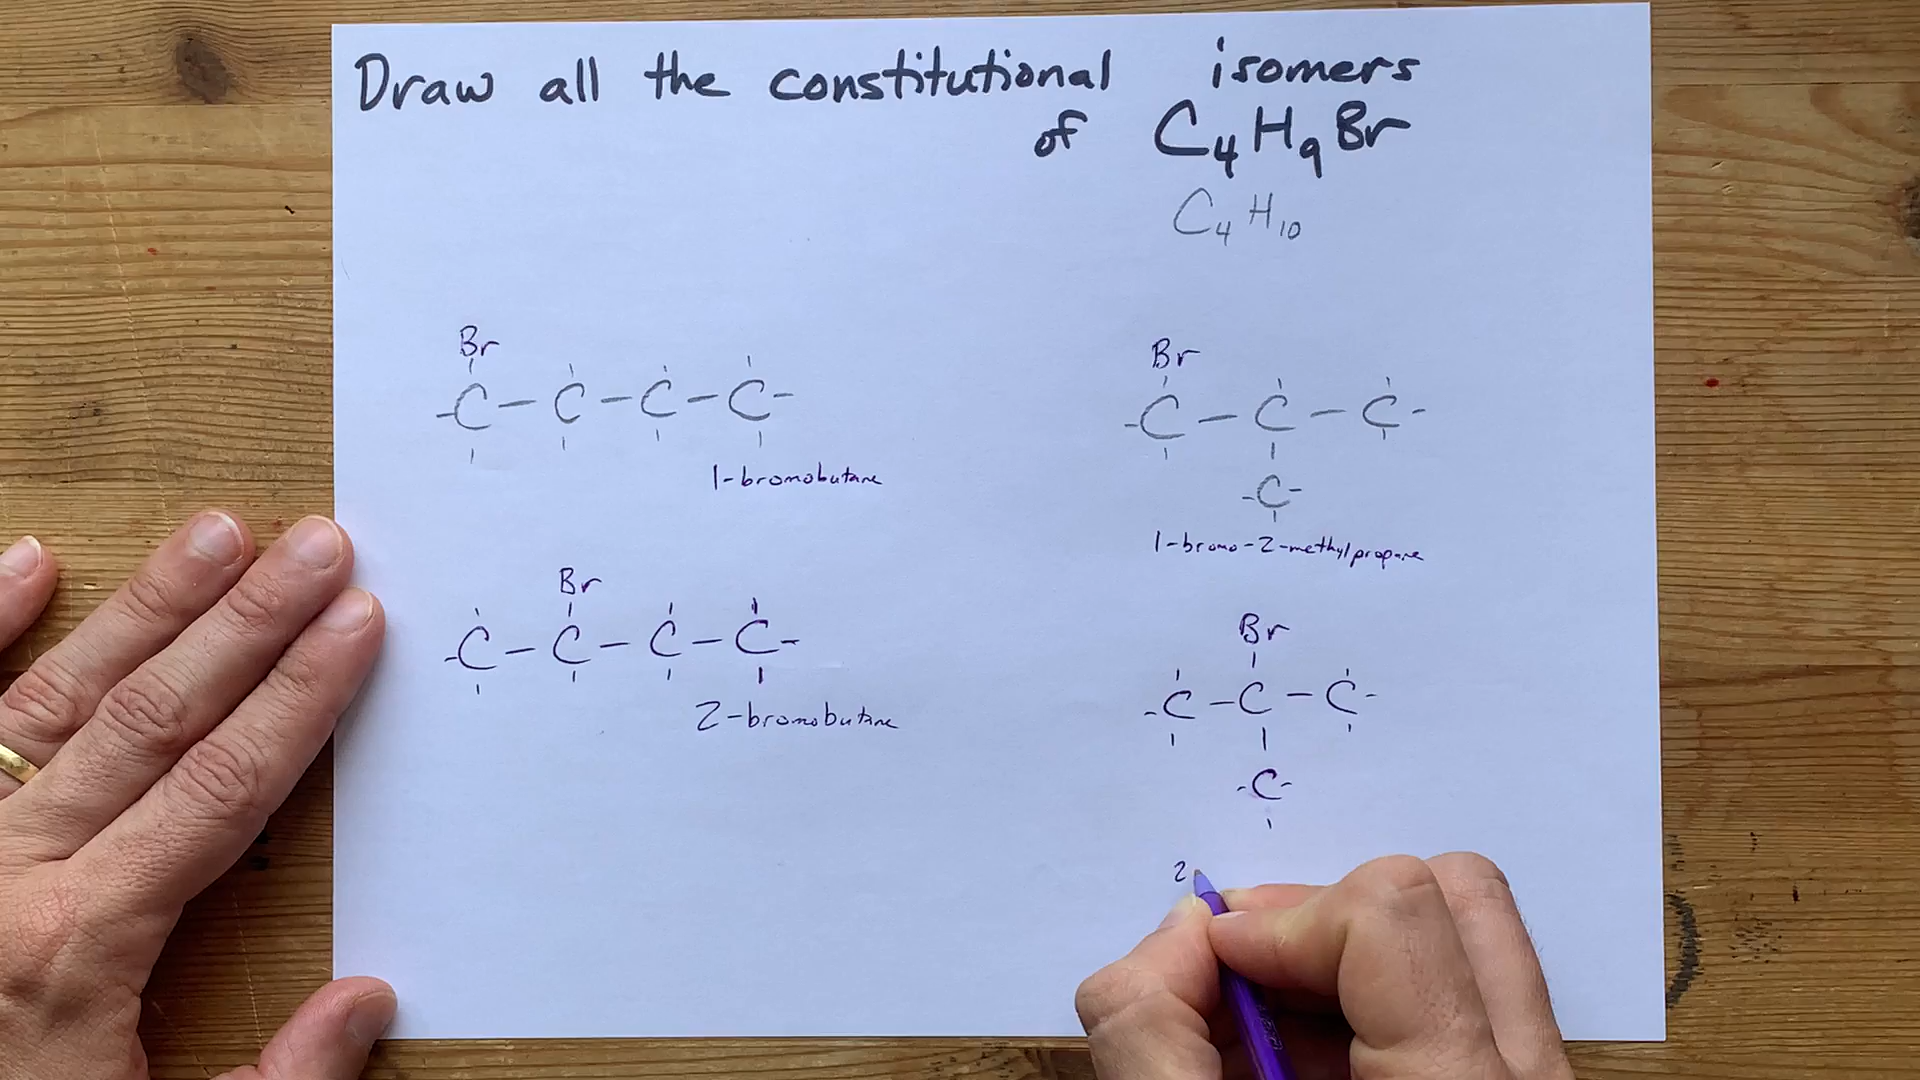 Draw all the constitutional isomers
of C₄H₉Br
C₄H₁₀
Br
-C-C-C-C-
1-bromobutane
Br
-C-C-C-C-
2-bromobutane
Br
-C-C-C-
-C-
1-bromo-2-methylpropane
Br
-C-C-C-
-C-
2